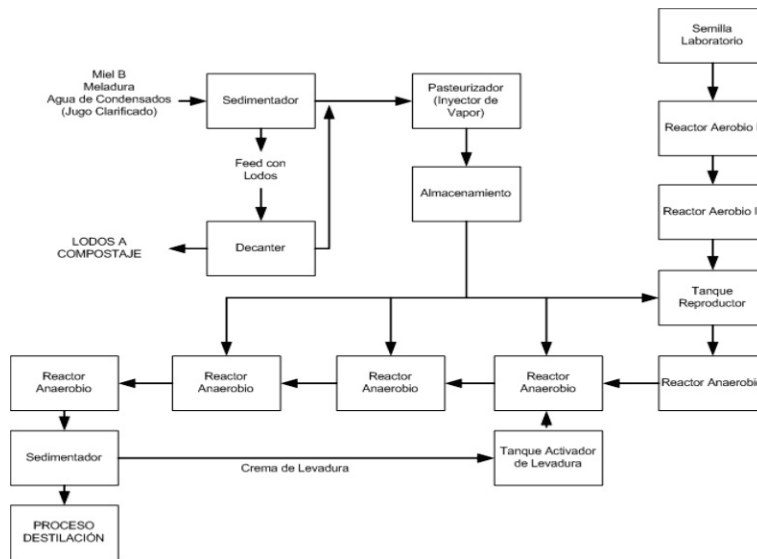 Semilla
Laboratorio
Miel B
Meladura
Agua de Condensados
(Jugo Clarificado)
Sedimentador
Pasteurizador
(Inyector de
Vapor)
Reactor Aerobio I
Feed con
Lodos
Almacenamiento
Reactor Aerobio I
LODOS A
COMPOSTAJE
Decanter
Tanque
Reproductor
Reactor
Anaerobio
Reactor
Anaerobio
Reactor
Anaerobio
Reactor
Anaerobio
Reactor Anaerobio
Sedimentador
Crema de Levadura
Tanque Activador
de Levadura
PROCESO
DESTILACIÓN